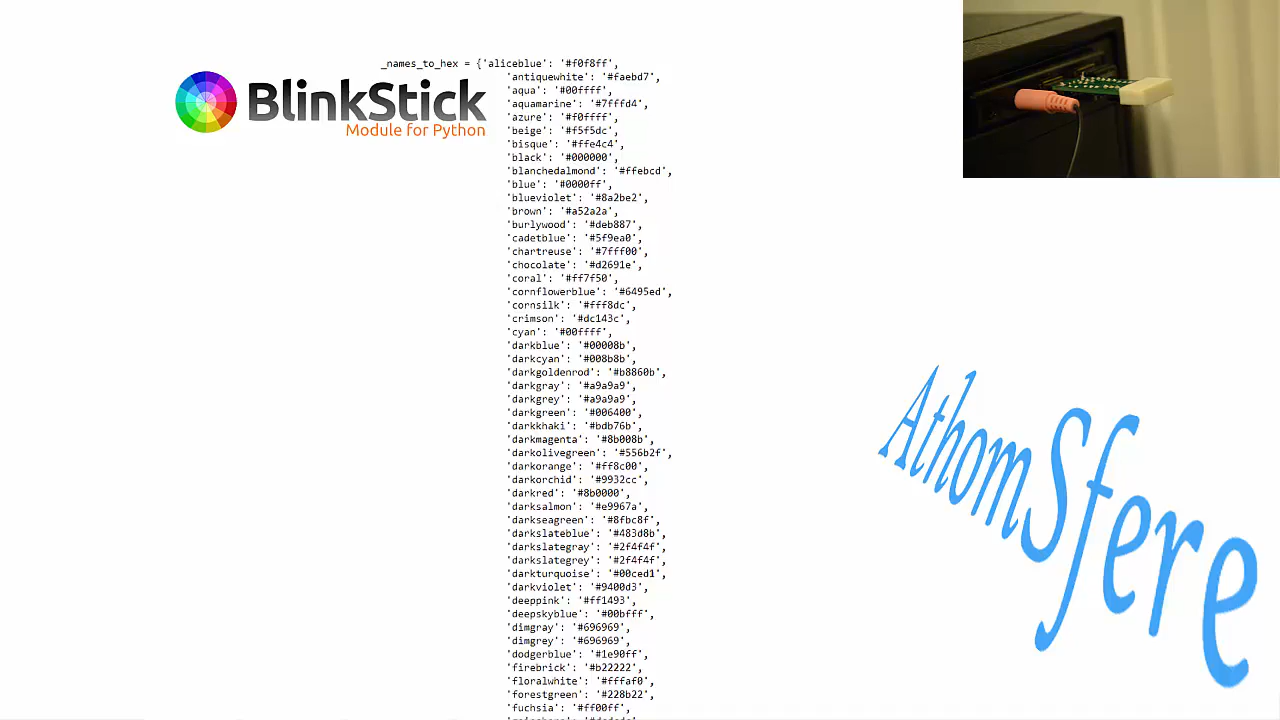 BlinkStick
Module for Python
_names_to_hex = {'aliceblue': '#f0f8ff',
'antiquewhite': '#faebd7',
'aqua': '#00ffff',
'aquamarine': '#7fffd4',
'azure': '#f0ffff',
'beige': '#f5f5dc',
'bisque': '#ffe4c4',
'black': '#000000',
'blanchedalmond': '#ffebcd',
'blue': '#0000ff',
'blueviolet': '#8a2be2',
'brown': '#a52a2a',
'burlywood': '#deb887',
'cadetblue': '#5f9ea0',
'chartreuse': '#7fff00',
'chocolate': '#d2691e',
'coral': '#ff7f50',
'cornflowerblue': '#6495ed',
'cornsilk': '#fff8dc',
'crimson': '#dc143c',
'cyan': '#00ffff',
'darkblue': '#00008b',
'darkcyan': '#008b8b',
'darkgoldenrod': '#b8860b',
'darkgray': '#a9a9a9',
'darkgrey': '#a9a9a9',
'darkgreen': '#006400',
'darkkhaki': '#bdb76b',
'darkmagenta': '#8b008b',
'darkolivegreen': '#556b2f',
'darkorange': '#ff8c00',
'darkorchid': '#9932cc',
'darkred': '#8b0000',
'darksalmon': '#e9967a',
'darkseagreen': '#8fbc8f',
'darkslateblue': '#483d8b',
'darkslategray': '#2f4f4f',
'darkslategrey': '#2f4f4f',
'darkturquoise': '#00ced1',
'darkviolet': '#9400d3',
'deeppink': '#ff1493',
'deepskyblue': '#00bfff',
'dimgray': '#696969',
'dimgrey': '#696969',
'dodgerblue': '#1e90ff',
'firebrick': '#b22222',
'floralwhite': '#fffaf0',
'forestgreen': '#228b22',
'fuchsia': '#ff00ff',
AthomSfere